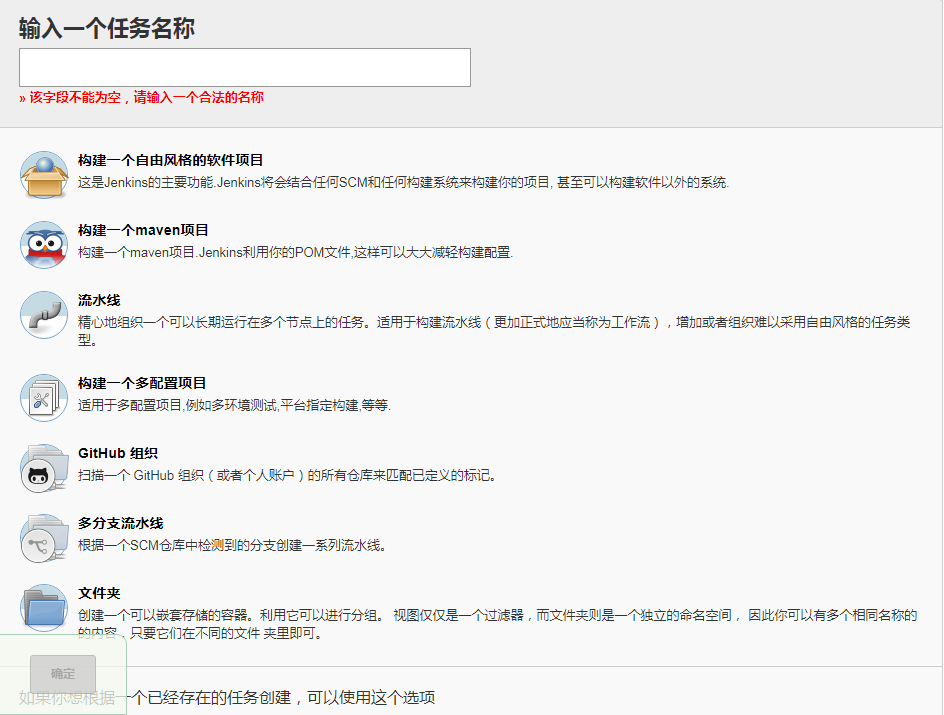 输入一个任务名称
» 该字段不能为空，请输入一个合法的名称
构建一个自由风格的软件项目
这是Jenkins的主要功能.Jenkins将会结合任何SCM和任何构建系统来构建你的项目, 甚至可以构建软件以外的系统.
构建一个maven项目
构建一个maven项目.Jenkins利用你的POM文件,这样可以大大减轻构建配置.
流水线
精心地组织一个可以长期运行在多个节点上的任务。适用于构建流水线（更加正式地应当称为工作流），增加或者组织难以采用自由风格的任务类
型。
构建一个多配置项目
适用于多配置项目,例如多环境测试,平台指定构建,等等.
GitHub 组织
扫描一个 GitHub 组织（或者个人账户）的所有仓库来匹配已定义的标记。
多分支流水线
根据一个SCM仓库中检测到的分支创建一系列流水线。
文件夹
创建一个可以嵌套存储的容器。利用它可以进行分组。 视图仅仅是一个过滤器，而文件夹则是一个独立的命名空间， 因此你可以有多个相同名称的
的内容，只要它们在不同的文件 夹里即可。
确定
如果你想根据一个已经存在的任务创建，可以使用这个选项